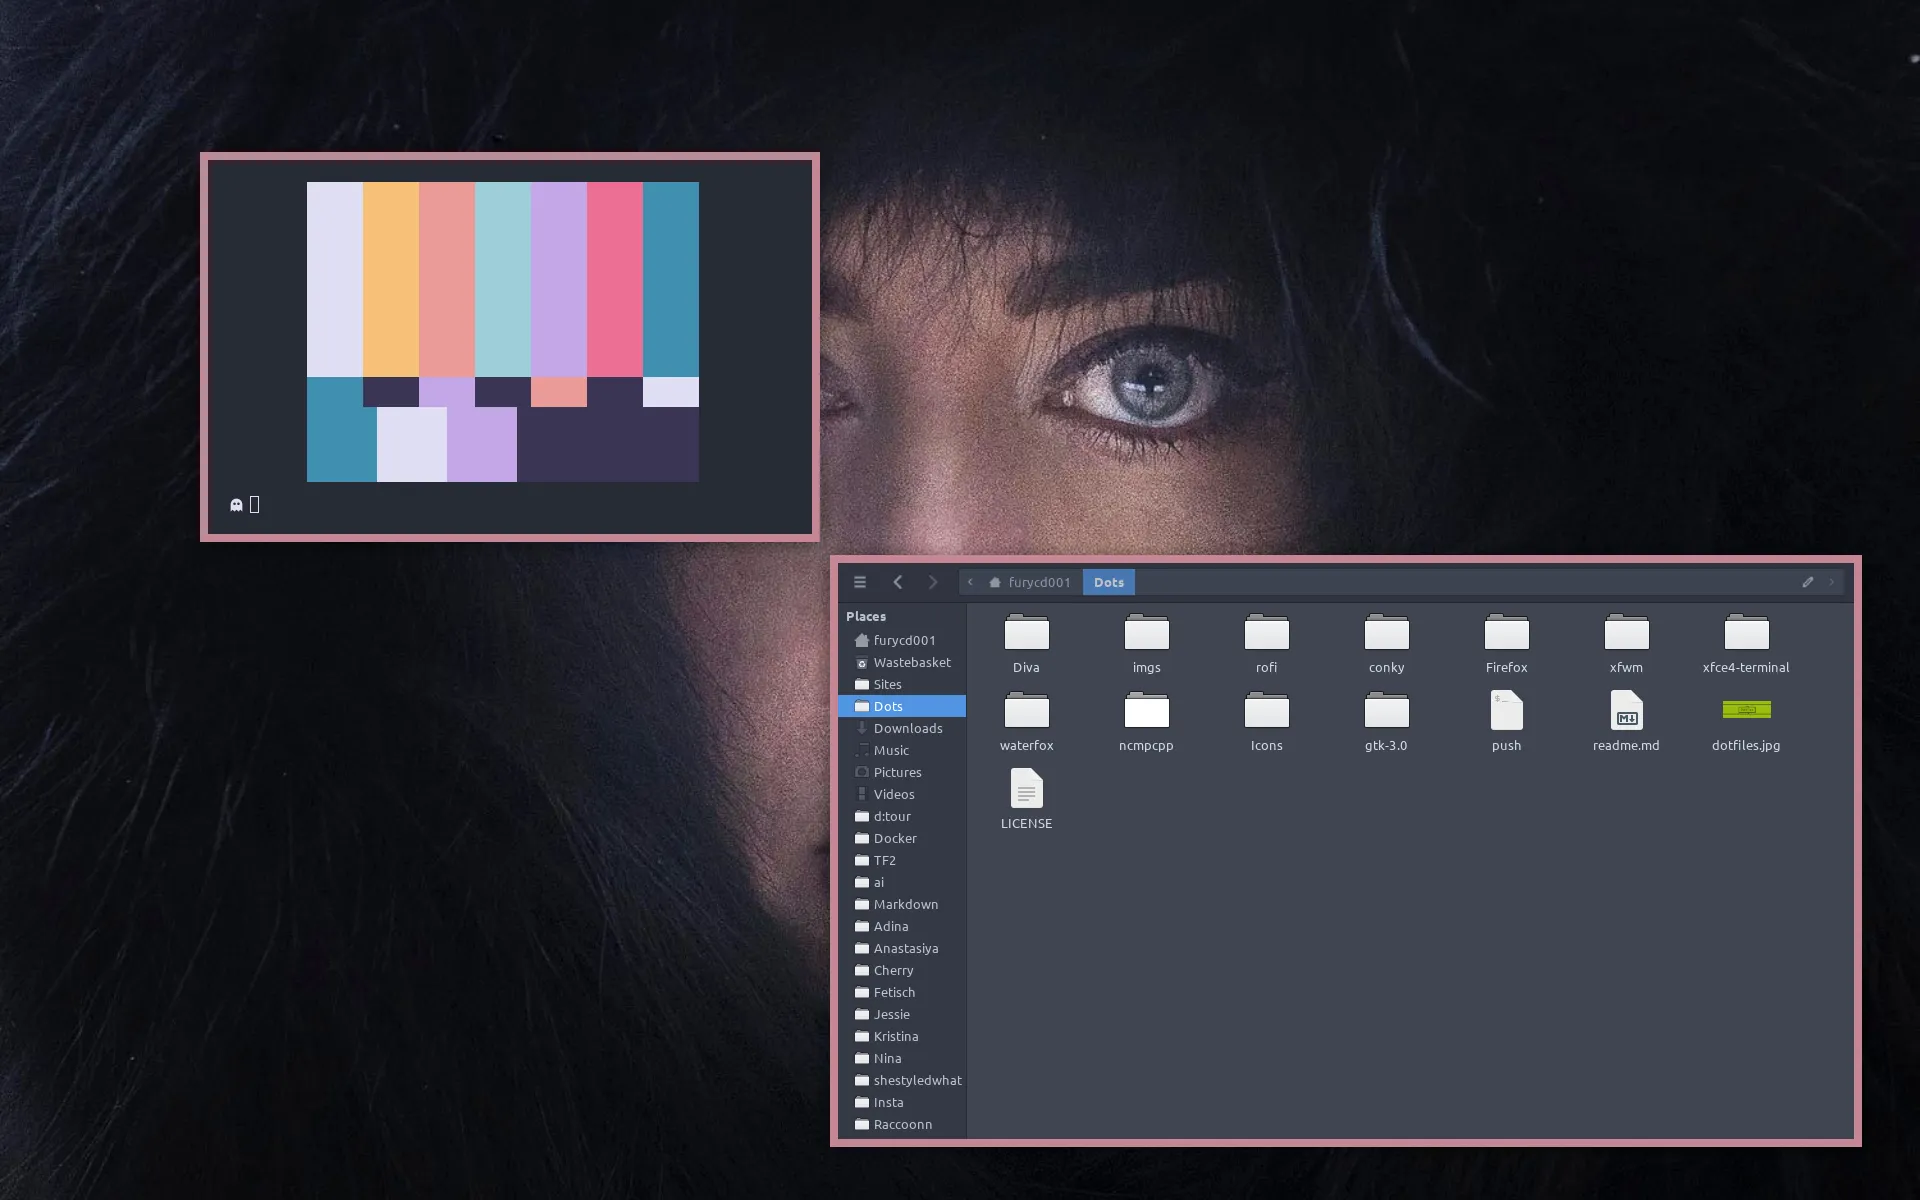 furycd001 Dots
Places
furycd001
Wastebasket
Sites
Dots
Downloads
Music
Pictures
Videos
d:tour
Docker
TF2
ai
Markdown
Adina
Anastasiya
Cherry
Fetisch
Jessie
Kristina
Nina
shestyledwhat
Insta
Raccoonn
Diva imgs rofi conky Firefox xfwm xfce4-terminal
waterfox ncmpcpp Icons gtk-3.0 push readme.md dotfiles.jpg
LICENSE